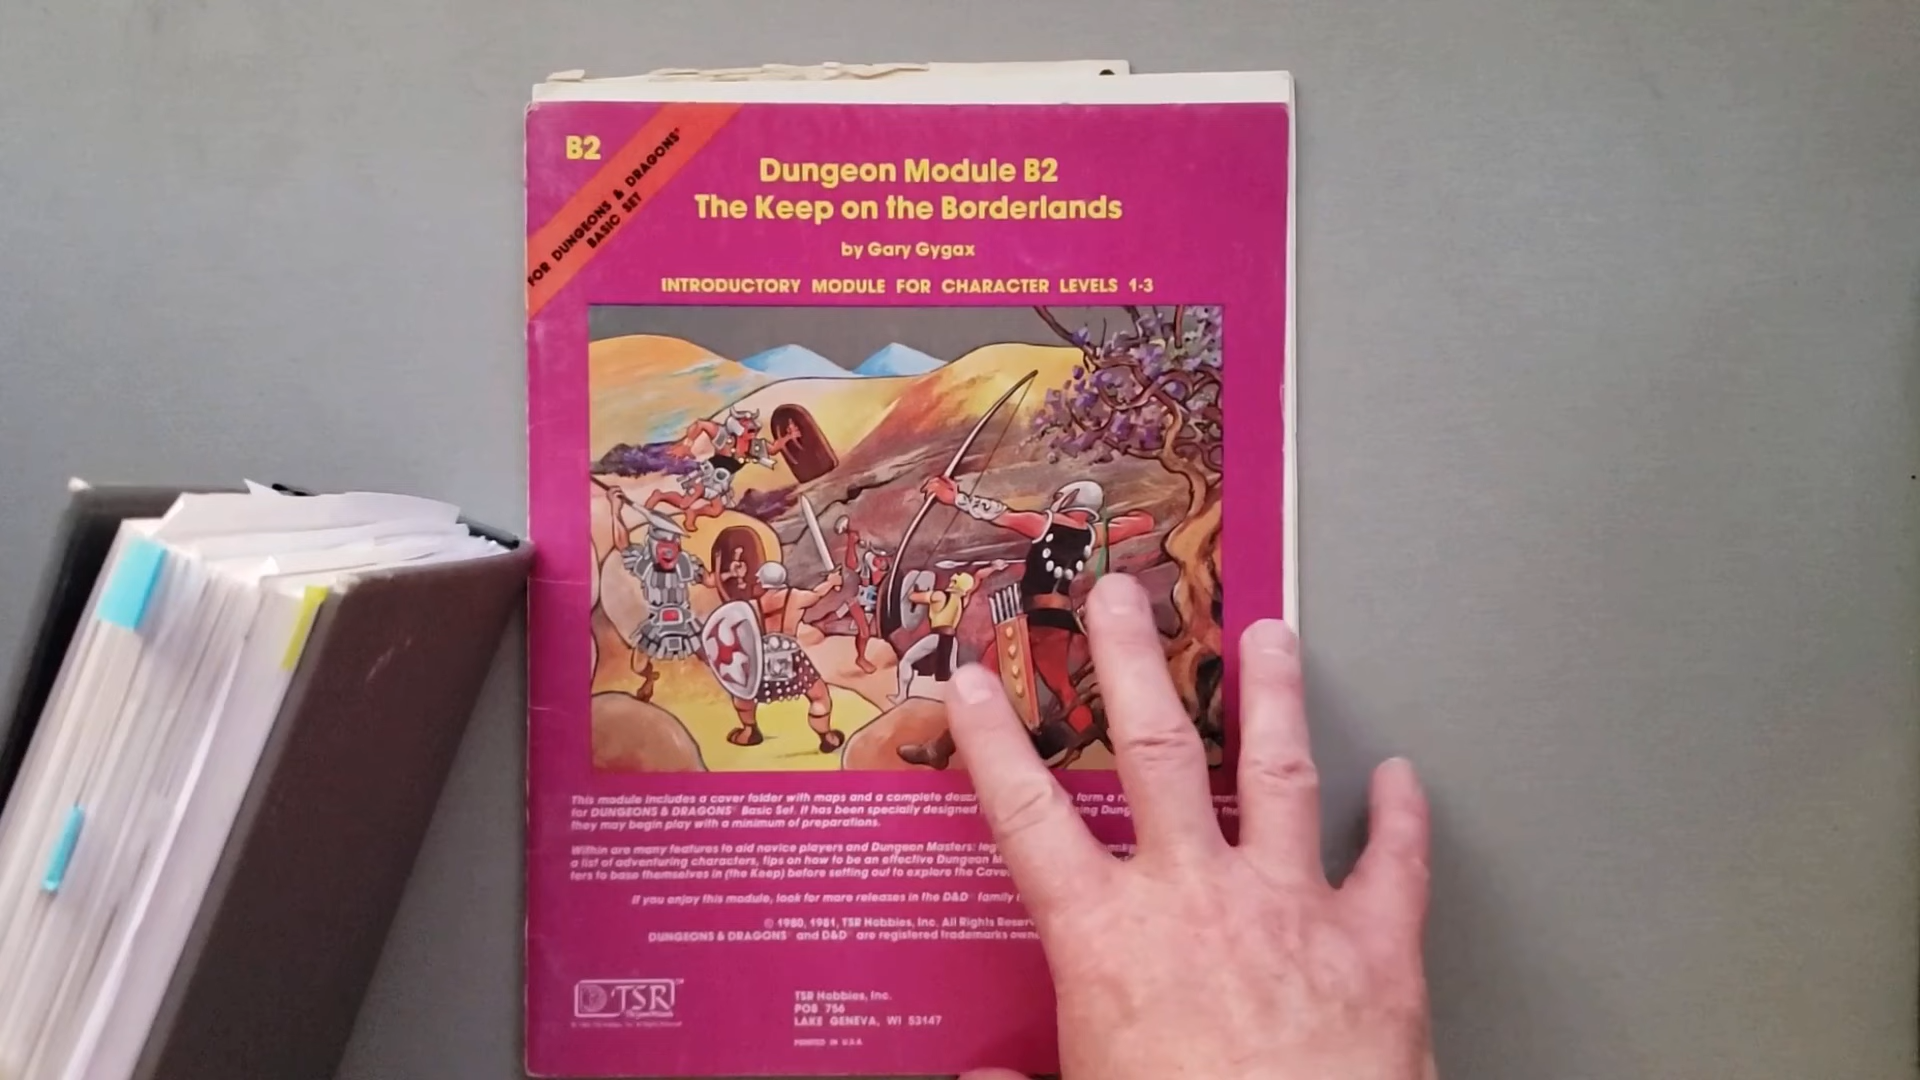 B2
FOR DUNGEONS & DRAGONS®
BASIC SET
Dungeon Module B2
The Keep on the Borderlands
by Gary Gygax
INTRODUCTORY MODULE FOR CHARACTER LEVELS 1-3
This module includes a cover folder with maps and a complete form a
for DUNGEONS & DRAGONS® Basic Set. It has been specially designed
they may begin play with a minimum of preparations.
Within are many features to aid novice players and Dungeon Masters:
a list of adventuring characters, tips on how to be an effective Dungeon
ters to base themselves in (the Keep) before setting out to explore the
If you enjoy this module, look for more releases in the D&D® family
© 1980, 1981, TSR Hobbies, Inc. All Rights
DUNGEONS & DRAGONS® and D&D® are registered trademarks
TSR
TSR Hobbies, Inc.
POB 756
LAKE GENEVA, WI 53147
PRINTED IN U.S.A.